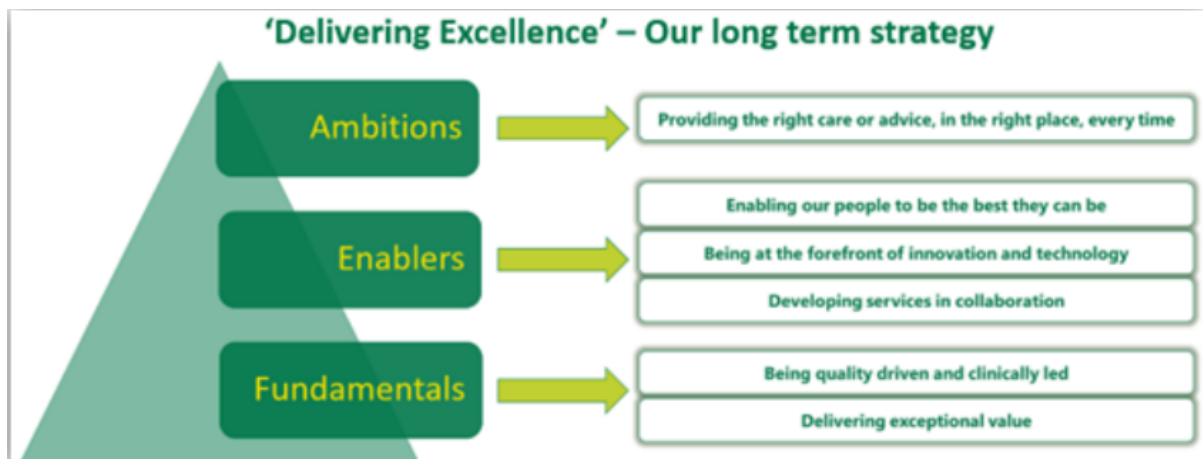 ‘Delivering Excellence’ – Our long term strategy
Ambitions
Providing the right care or advice, in the right place, every time
Enablers
Enabling our people to be the best they can be
Being at the forefront of innovation and technology
Developing services in collaboration
Fundamentals
Being quality driven and clinically led
Delivering exceptional value